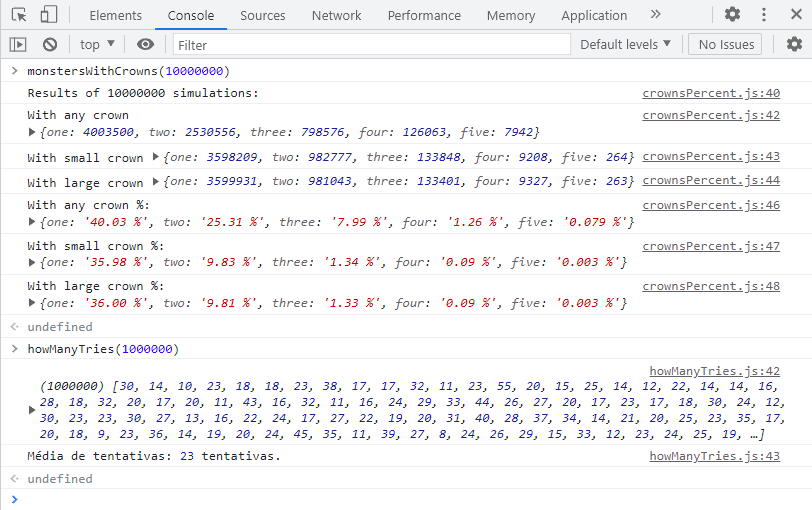 Elements Console Sources Network Performance Memory Application »
top Filter Default levels No Issues
> monstersWithCrowns(10000000)
Results of 10000000 simulations: crownsPercent.js:40
With any crown crownsPercent.js:42
{one: 4003500, two: 2530556, three: 798576, four: 126063, five: 7942}
With small crown {one: 3598209, two: 982777, three: 133848, four: 9208, five: 264} crownsPercent.js:43
With large crown {one: 3599931, two: 981043, three: 133401, four: 9327, five: 263} crownsPercent.js:44
With any crown %: crownsPercent.js:46
{one: '40.03 %', two: '25.31 %', three: '7.99 %', four: '1.26 %', five: '0.079 %'}
With small crown %: crownsPercent.js:47
{one: '35.98 %', two: '9.83 %', three: '1.34 %', four: '0.09 %', five: '0.003 %'}
With large crown %: crownsPercent.js:48
{one: '36.00 %', two: '9.81 %', three: '1.33 %', four: '0.09 %', five: '0.003 %'}
undefined
> howManyTries(1000000)
howManyTries.js:42
(1000000) [30, 14, 10, 23, 18, 18, 23, 38, 17, 17, 32, 11, 23, 55, 20, 15, 25, 14, 12, 22, 14, 14, 16,
28, 18, 32, 20, 17, 20, 11, 43, 16, 32, 11, 16, 24, 29, 33, 44, 26, 27, 20, 17, 23, 17, 18, 30, 24, 12,
30, 23, 23, 30, 27, 13, 16, 22, 24, 17, 27, 22, 19, 20, 31, 40, 28, 37, 34, 14, 21, 20, 25, 23, 35, 17,
20, 18, 9, 23, 36, 14, 19, 20, 24, 45, 35, 11, 39, 27, 8, 24, 26, 29, 15, 33, 12, 23, 24, 25, 19, …]
Média de tentativas: 23 tentativas. howManyTries.js:43
undefined
>